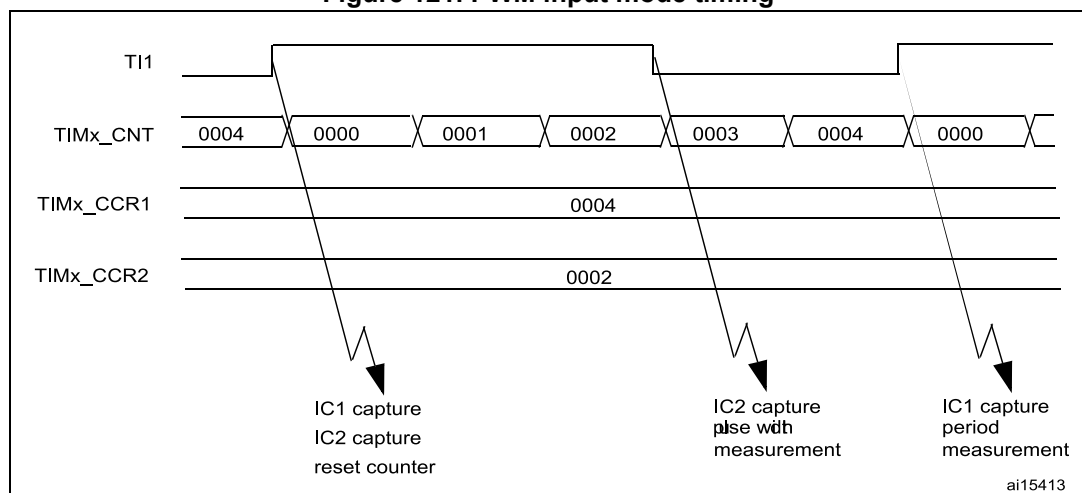 TI1
TIMx_CNT 0004 0000 0001 0002 0003 0004 0000
TIMx_CCR1 0004
TIMx_CCR2 0002
IC1 capture
IC2 capture
reset counter
IC2 capture
measurement
IC1 capture
period
measurement
ai15413